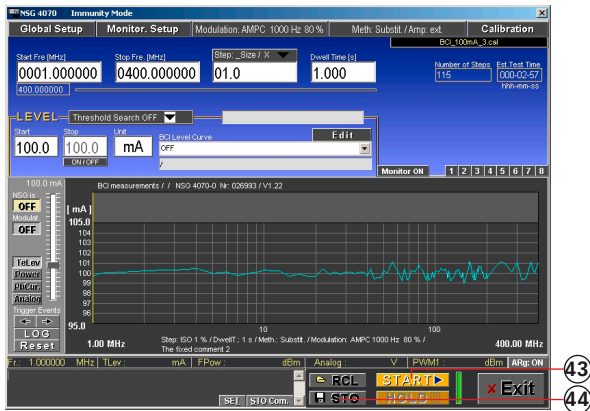 NSG 4070 Immunity Mode
Global Setup Monitor. Setup Modulation: AMPC 1000 Hz 80 % Meth: Substit. / Amp: ext. Calibration
BCI_100mA_3.cal
Start Fre [MHz] Stop Fre. [MHz] Step: _Size / X Dwell Time [s]
0001.000000 0400.000000 01.0 1.000
Number of Steps Est Test Time
115 000-02-57
hhh-mm-ss
400.000000
LEVEL Threshold Search OFF
Start Stop Unit BCI Level Curve Edit
100.0 100.0 mA OFF
ON / OFF /
Monitor ON 1 2 3 4 5 6 7 8
100.0 mA BCI measurements / / NSG 4070-0 Nr: 026993 / V1.22
NSG is
OFF
Modulat.
OFF
TeLev
Power
PhCur.
Analog
Trigger Events
LOG
Reset
[ mA ]
105.0
104
103
102
101
100
99
98
97
96
95.0
10 100
1.00 MHz 400.00 MHz
Step: ISO 1 % / DwellT.: 1 s / Meth.: Substit. / Modulation: AMPC 1000 Hz 80 % /
The fixed comment 2
Fr.: 1.000000 MHz TLev : mA FPow : dBm Analog : V PWM1 : dBm ARg: ON
RCL START
STO HOLD
Exit
SET STO Com.
43
44